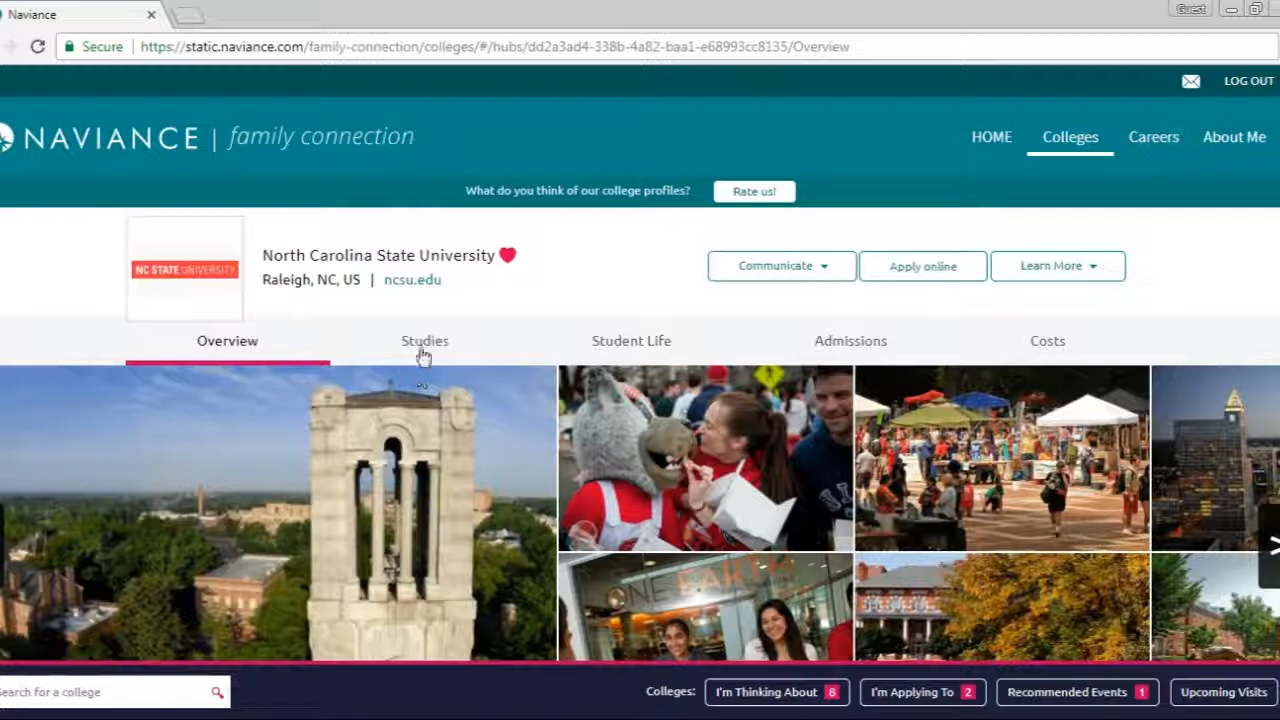 Naviance
Guest
Secure
https://static.naviance.com/family-connection/colleges/#/hubs/dd2a3ad4-338b-4a82-baa1-e68993cc8135/Overview
LOG OUT
NAVIANCE | family connection
HOME
Colleges
Careers
About Me
What do you think of our college profiles?
Rate us!
NC STATE UNIVERSITY
North Carolina State University
Raleigh, NC, US | ncsu.edu
Communicate
Apply online
Learn More
Overview
Studies
Student Life
Admissions
Costs
EARTH
Search for a college
Colleges:
I'm Thinking About 8
I'm Applying To 2
Recommended Events 1
Upcoming Visits